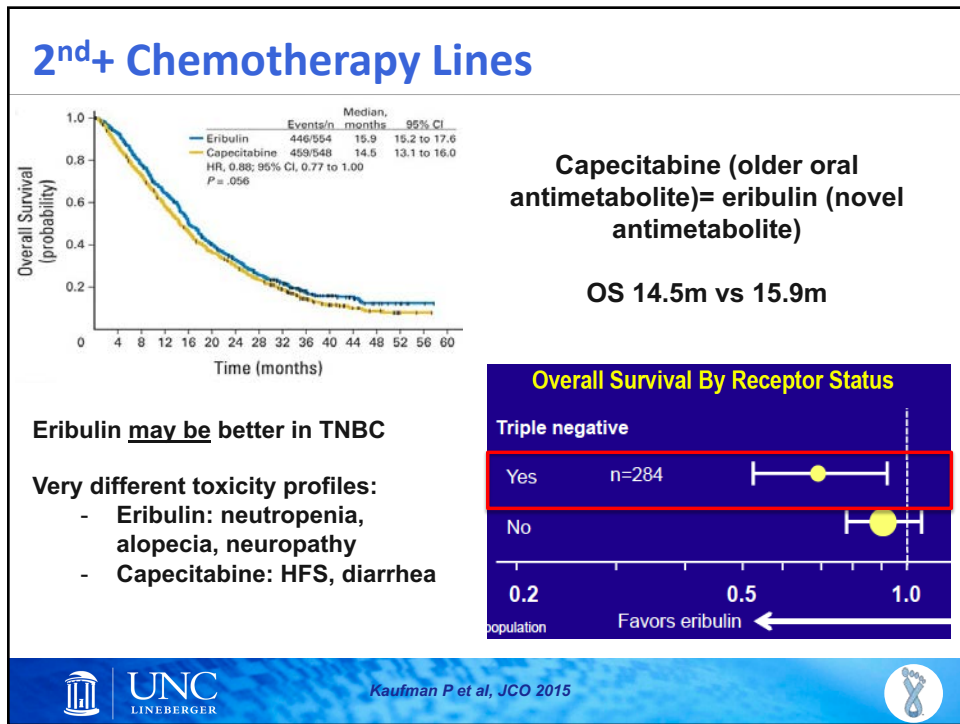 2nd+ Chemotherapy Lines
Median,
Events/n months 95% CI
Eribulin 446/554 15.9 15.2 to 17.6
Capecitabine 459/548 14.5 13.1 to 16.0
HR, 0.88; 95% CI, 0.77 to 1.00
P = .056
Overall Survival
(probability)
1.0
0.8
0.6
0.4
0.2
0 4 8 12 16 20 24 28 32 36 40 44 48 52 56 60
Time (months)
Capecitabine (older oral
antimetabolite)= eribulin (novel
antimetabolite)
OS 14.5m vs 15.9m
Eribulin may be better in TNBC
Very different toxicity profiles:
- Eribulin: neutropenia,
alopecia, neuropathy
- Capecitabine: HFS, diarrhea
Overall Survival By Receptor Status
Triple negative
Yes n=284
No
0.2 0.5 1.0
population Favors eribulin
UNC
LINEBERGER
Kaufman P et al, JCO 2015